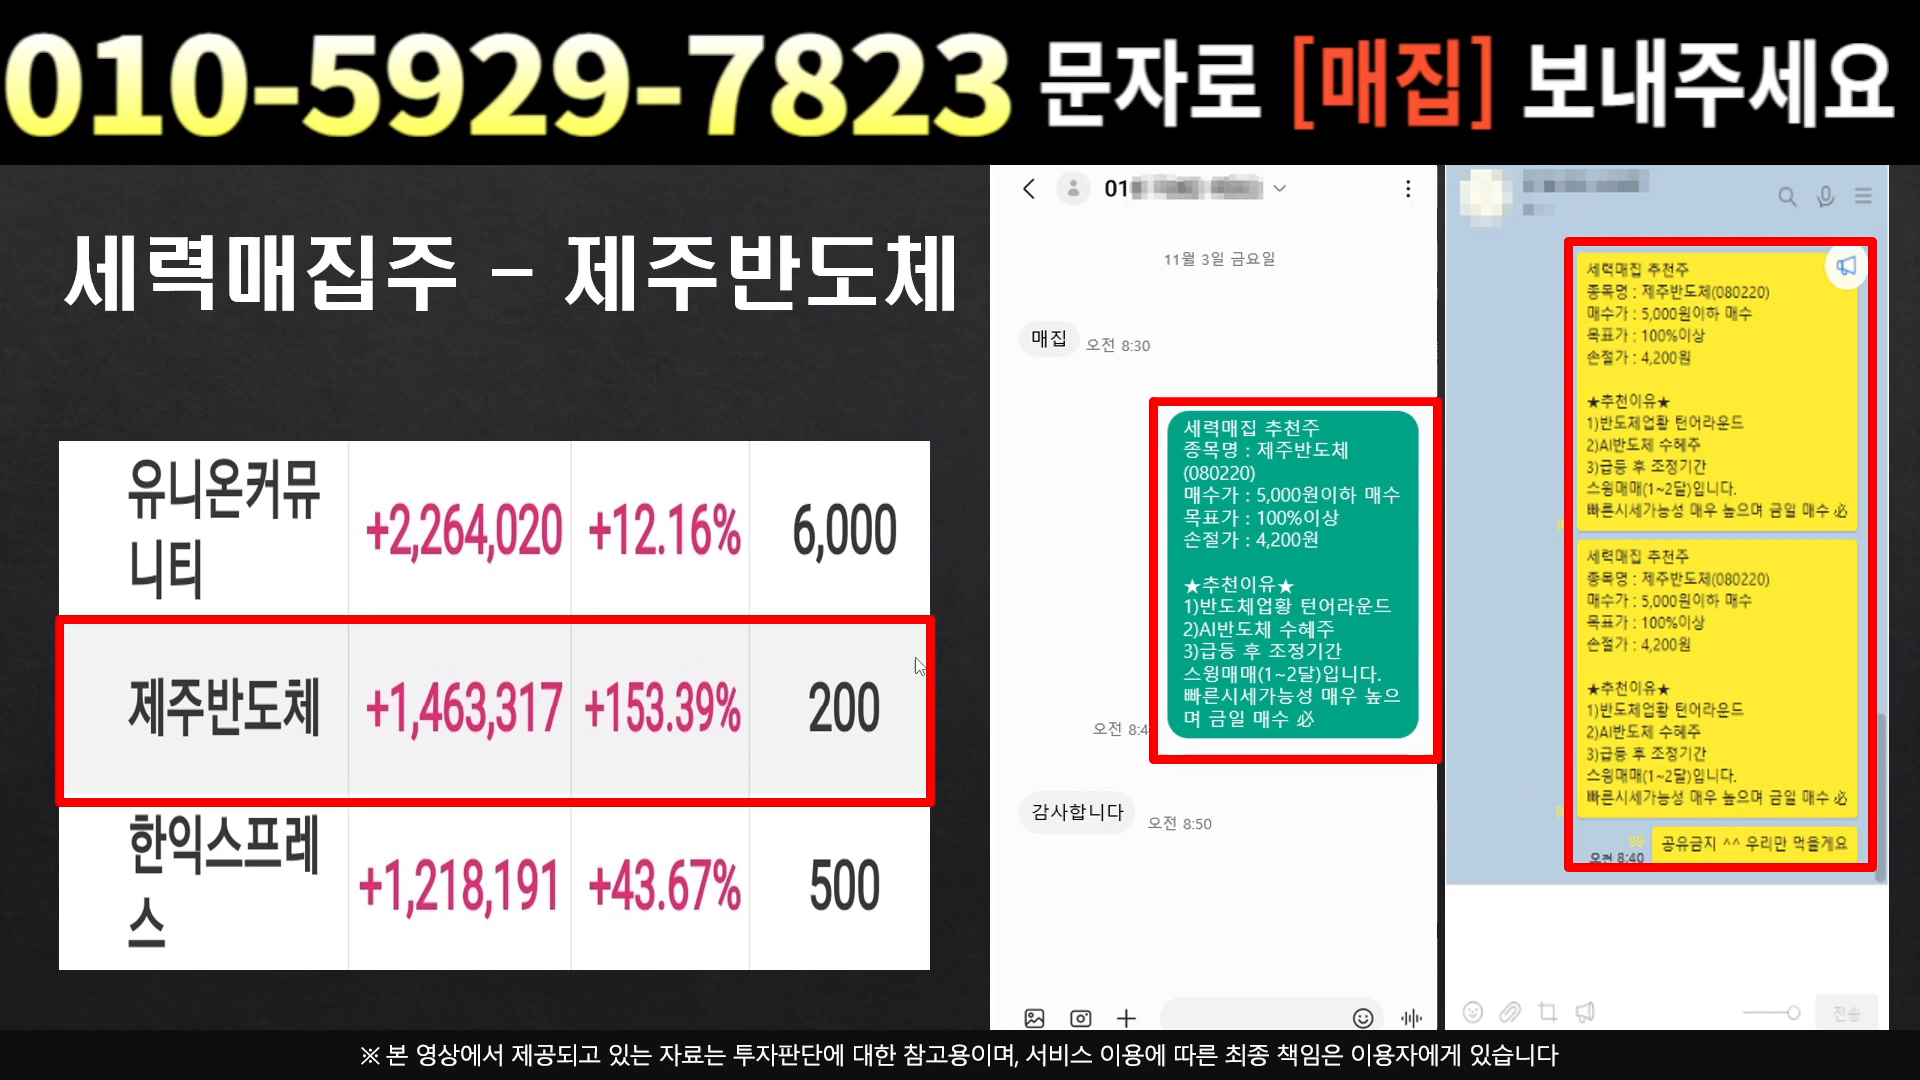 010-5929-7823 문자로 [매집] 보내주세요
세력매집주 - 제주반도체
유니온커뮤
니티
+2,264,020
+12.16%
6,000
제주반도체
+1,463,317
+153.39%
200
한익스프레
스
+1,218,191
+43.67%
500
01
11월 3일 금요일
매집
오전 8:30
세력매집 추천주
종목명 : 제주반도체
(080220)
매수가 : 5,000원이하 매수
목표가 : 100%이상
손절가 : 4,200원
★추천이유★
1)반도체업황 턴어라운드
2)AI반도체 수혜주
3)급등 후 조정기간
스윙매매(1~2달)입니다.
빠른시세가능성 매우 높으
며 금일 매수 必
오전 8:4
감사합니다
오전 8:50
세력매집 추천주
종목명 : 제주반도체(080220)
매수가 : 5,000원이하 매수
목표가 : 100%이상
손절가 : 4,200원
★추천이유★
1)반도체업황 턴어라운드
2)AI반도체 수혜주
3)급등 후 조정기간
스윙매매(1~2달)입니다.
빠른시세가능성 매우 높으며 금일 매수 必
세력매집 추천주
종목명 : 제주반도체(080220)
매수가 : 5,000원이하 매수
목표가 : 100%이상
손절가 : 4,200원
★추천이유★
1)반도체업황 턴어라운드
2)AI반도체 수혜주
3)급등 후 조정기간
스윙매매(1~2달)입니다.
빠른시세가능성 매우 높으며 금일 매수 必
오전 8:40
공유금지 ^^ 우리만 먹을게요
전송
※ 본 영상에서 제공되고 있는 자료는 투자판단에 대한 참고용이며, 서비스 이용에 따른 최종 책임은 이용자에게 있습니다